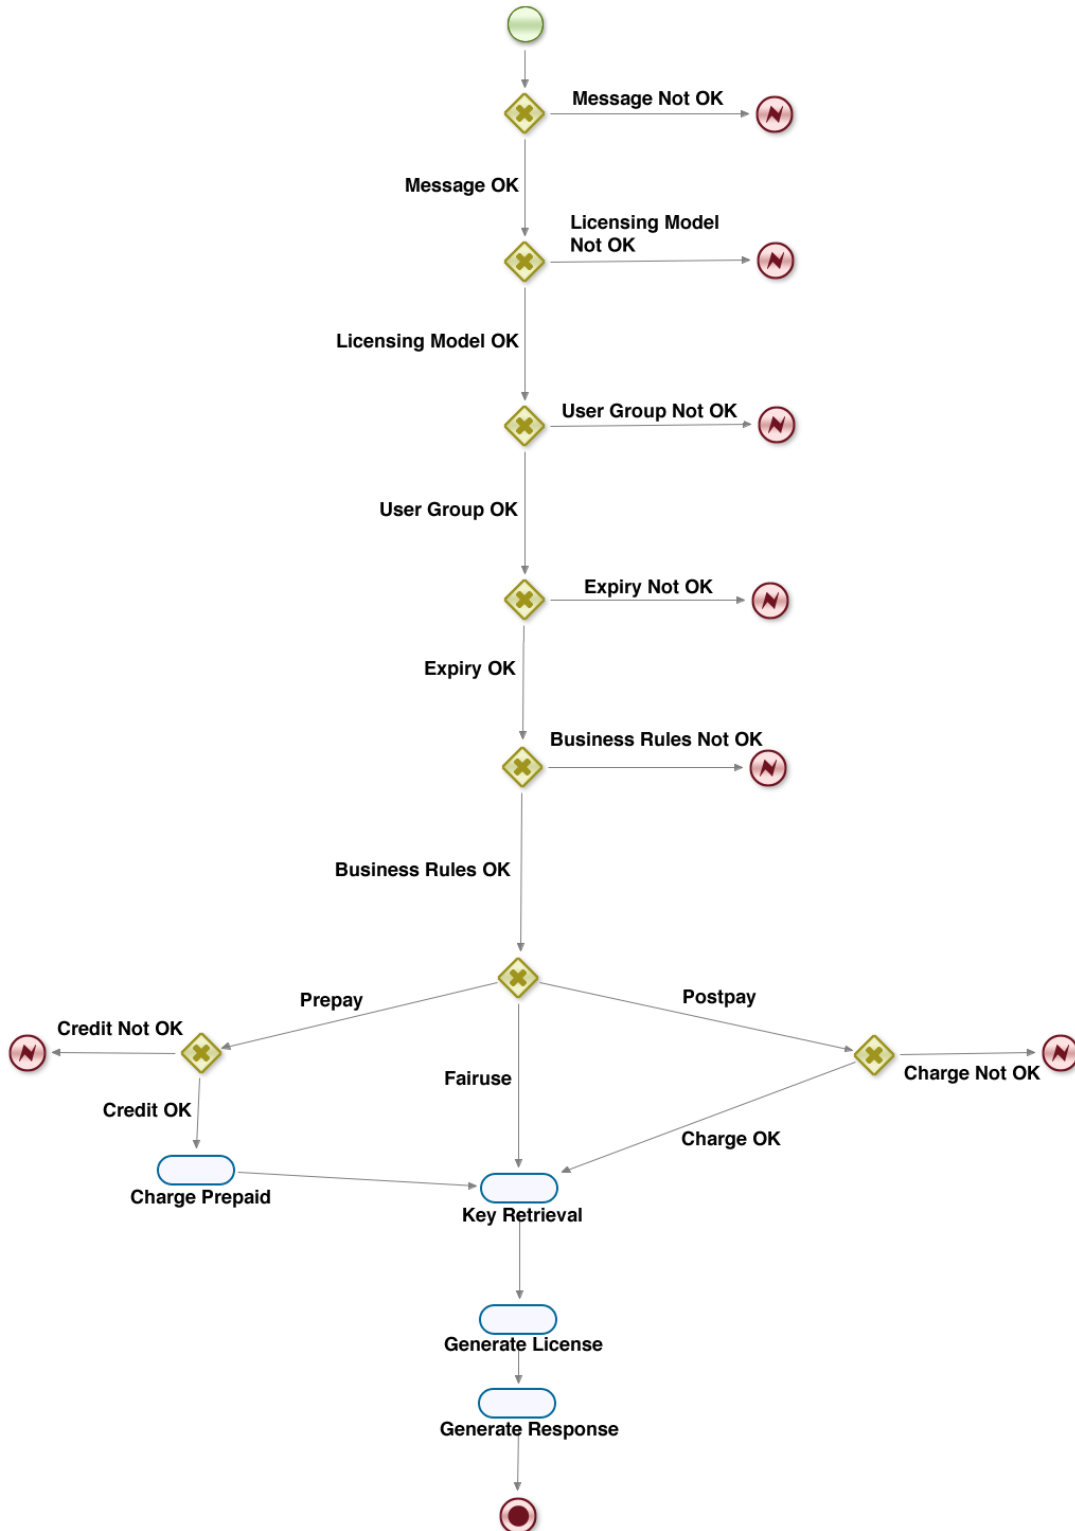 Message Not OK
Message OK
Licensing Model
Not OK
Licensing Model OK
User Group Not OK
User Group OK
Expiry Not OK
Expiry OK
Business Rules Not OK
Business Rules OK
Prepay
Postpay
Credit Not OK
Fairuse
Charge Not OK
Credit OK
Charge OK
Charge Prepaid
Key Retrieval
Generate License
Generate Response